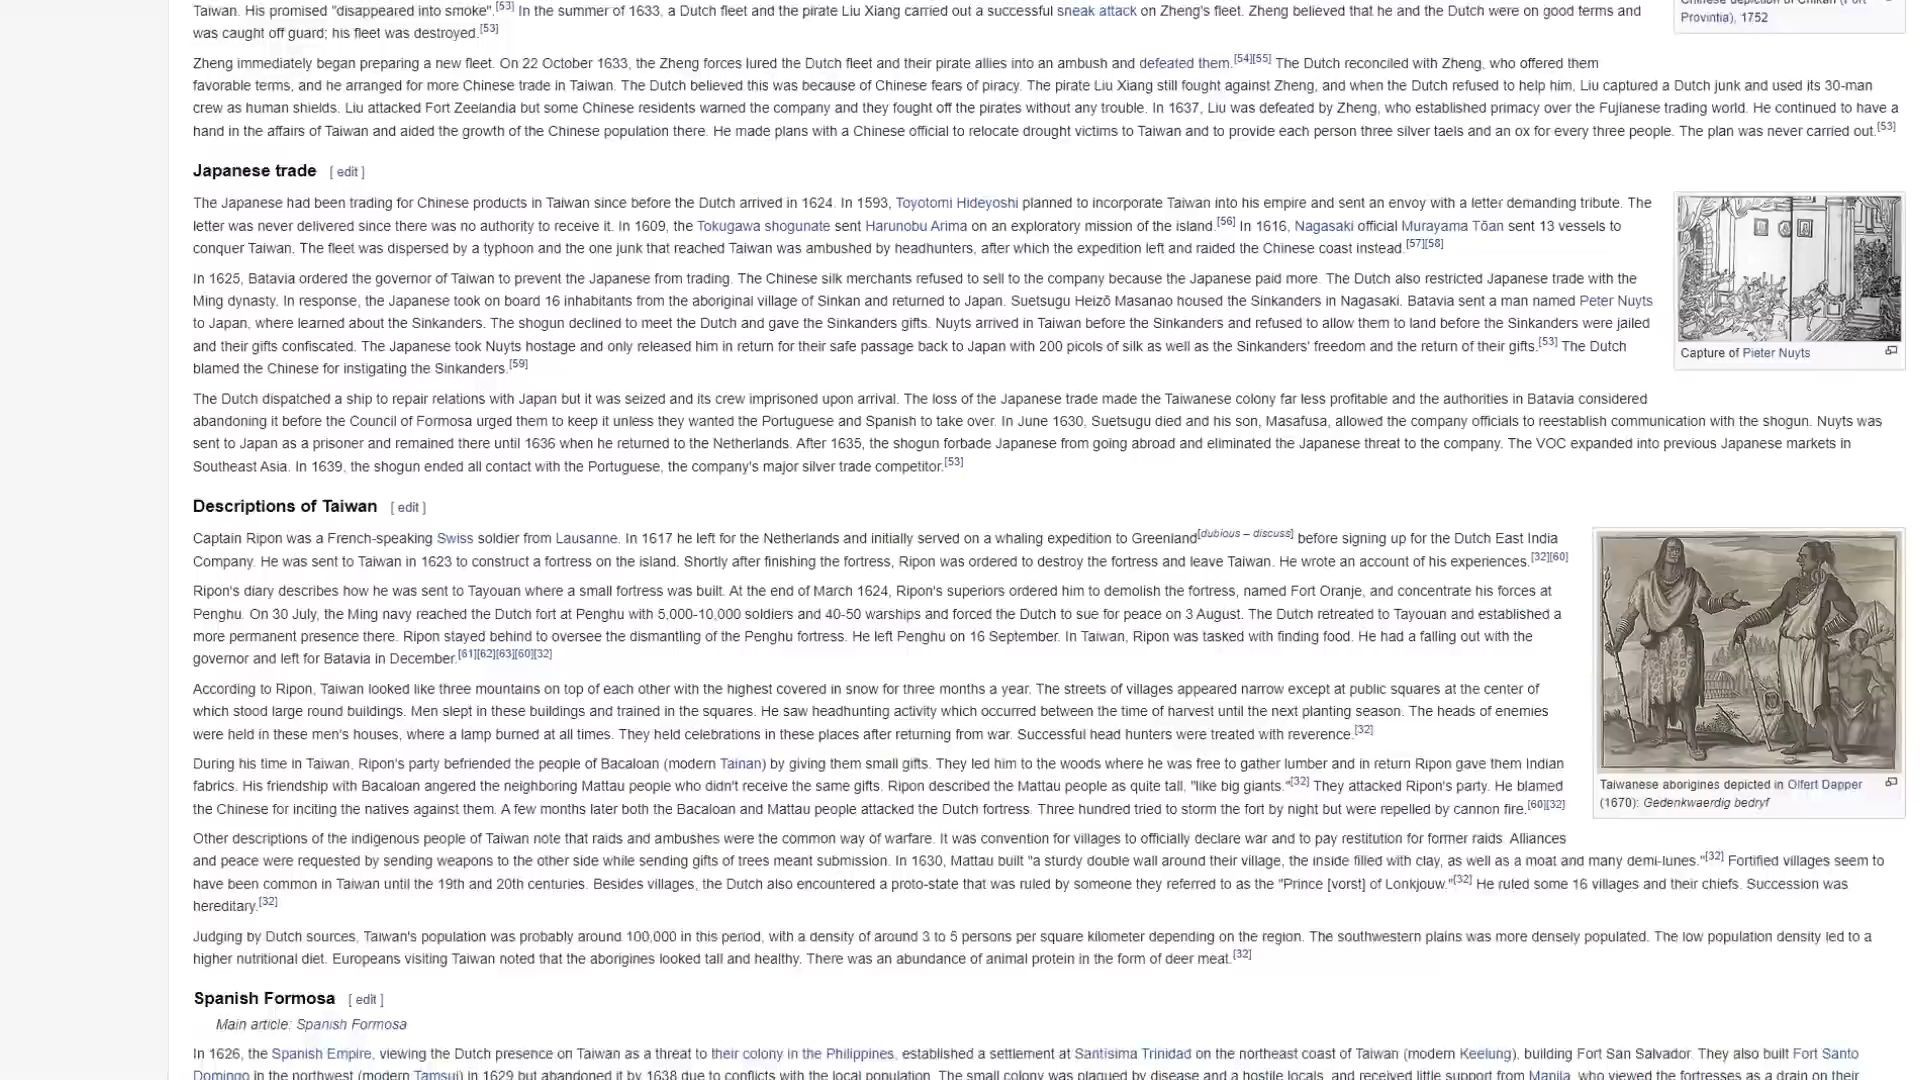 Taiwan. His promised "disappeared into smoke".[53] In the summer of 1633, a Dutch fleet and the pirate Liu Xiang carried out a successful sneak attack on Zheng's fleet. Zheng believed that he and the Dutch were on good terms and
was caught off guard; his fleet was destroyed.[53]
Provintia), 1752
Zheng immediately began preparing a new fleet. On 22 October 1633, the Zheng forces lured the Dutch fleet and their pirate allies into an ambush and defeated them.[54][55] The Dutch reconciled with Zheng, who offered them
favorable terms, and he arranged for more Chinese trade in Taiwan. The Dutch believed this was because of Chinese fears of piracy. The pirate Liu Xiang still fought against Zheng, and when the Dutch refused to help him, Liu captured a Dutch junk and used its 30-man
crew as human shields. Liu attacked Fort Zeelandia but some Chinese residents warned the company and they fought off the pirates without any trouble. In 1637, Liu was defeated by Zheng, who established primacy over the Fujianese trading world. He continued to have a
hand in the affairs of Taiwan and aided the growth of the Chinese population there. He made plans with a Chinese official to relocate drought victims to Taiwan and to provide each person three silver taels and an ox for every three people. The plan was never carried out.[53]
Japanese trade [ edit ]
The Japanese had been trading for Chinese products in Taiwan since before the Dutch arrived in 1624. In 1593, Toyotomi Hideyoshi planned to incorporate Taiwan into his empire and sent an envoy with a letter demanding tribute. The
letter was never delivered since there was no authority to receive it. In 1609, the Tokugawa shogunate sent Harunobu Arima on an exploratory mission of the island.[56] In 1616, Nagasaki official Murayama Tōan sent 13 vessels to
conquer Taiwan. The fleet was dispersed by a typhoon and the one junk that reached Taiwan was ambushed by headhunters, after which the expedition left and raided the Chinese coast instead.[57][58]
In 1625, Batavia ordered the governor of Taiwan to prevent the Japanese from trading. The Chinese silk merchants refused to sell to the company because the Japanese paid more. The Dutch also restricted Japanese trade with the
Ming dynasty. In response, the Japanese took on board 16 inhabitants from the aboriginal village of Sinkan and returned to Japan. Suetsugu Heizō Masanao housed the Sinkanders in Nagasaki. Batavia sent a man named Peter Nuyts
to Japan, where learned about the Sinkanders. The shogun declined to meet the Dutch and gave the Sinkanders gifts. Nuyts arrived in Taiwan before the Sinkanders and refused to allow them to land before the Sinkanders were jailed
and their gifts confiscated. The Japanese took Nuyts hostage and only released him in return for their safe passage back to Japan with 200 picols of silk as well as the Sinkanders' freedom and the return of their gifts.[53] The Dutch
blamed the Chinese for instigating the Sinkanders.[59]
Capture of Pieter Nuyts
The Dutch dispatched a ship to repair relations with Japan but it was seized and its crew imprisoned upon arrival. The loss of the Japanese trade made the Taiwanese colony far less profitable and the authorities in Batavia considered
abandoning it before the Council of Formosa urged them to keep it unless they wanted the Portuguese and Spanish to take over. In June 1630, Suetsugu died and his son, Masafusa, allowed the company officials to reestablish communication with the shogun. Nuyts was
sent to Japan as a prisoner and remained there until 1636 when he returned to the Netherlands. After 1635, the shogun forbade Japanese from going abroad and eliminated the Japanese threat to the company. The VOC expanded into previous Japanese markets in
Southeast Asia. In 1639, the shogun ended all contact with the Portuguese, the company's major silver trade competitor.[53]
Descriptions of Taiwan [ edit ]
Captain Ripon was a French-speaking Swiss soldier from Lausanne. In 1617 he left for the Netherlands and initially served on a whaling expedition to Greenland[dubious – discuss] before signing up for the Dutch East India
Company. He was sent to Taiwan in 1623 to construct a fortress on the island. Shortly after finishing the fortress, Ripon was ordered to destroy the fortress and leave Taiwan. He wrote an account of his experiences.[32][60]
Ripon's diary describes how he was sent to Tayouan where a small fortress was built. At the end of March 1624, Ripon's superiors ordered him to demolish the fortress, named Fort Oranje, and concentrate his forces at
Penghu. On 30 July, the Ming navy reached the Dutch fort at Penghu with 5,000-10,000 soldiers and 40-50 warships and forced the Dutch to sue for peace on 3 August. The Dutch retreated to Tayouan and established a
more permanent presence there. Ripon stayed behind to oversee the dismantling of the Penghu fortress. He left Penghu on 16 September. In Taiwan, Ripon was tasked with finding food. He had a falling out with the
governor and left for Batavia in December.[61][62][63][60][32]
According to Ripon, Taiwan looked like three mountains on top of each other with the highest covered in snow for three months a year. The streets of villages appeared narrow except at public squares at the center of
which stood large round buildings. Men slept in these buildings and trained in the squares. He saw headhunting activity which occurred between the time of harvest until the next planting season. The heads of enemies
were held in these men's houses, where a lamp burned at all times. They held celebrations in these places after returning from war. Successful head hunters were treated with reverence.[32]
During his time in Taiwan, Ripon's party befriended the people of Bacaloan (modern Tainan) by giving them small gifts. They led him to the woods where he was free to gather lumber and in return Ripon gave them Indian
fabrics. His friendship with Bacaloan angered the neighboring Mattau people who didn't receive the same gifts. Ripon described the Mattau people as quite tall, "like big giants."[32] They attacked Ripon's party. He blamed
the Chinese for inciting the natives against them. A few months later both the Bacaloan and Mattau people attacked the Dutch fortress. Three hundred tried to storm the fort by night but were repelled by cannon fire.[60][32]
Taiwanese aborigines depicted in Olfert Dapper
(1670): Gedenkwaerdig bedryf
Other descriptions of the indigenous people of Taiwan note that raids and ambushes were the common way of warfare. It was convention for villages to officially declare war and to pay restitution for former raids. Alliances
and peace were requested by sending weapons to the other side while sending gifts of trees meant submission. In 1630, Mattau built "a sturdy double wall around their village, the inside filled with clay, as well as a moat and many demi-lunes."[32] Fortified villages seem to
have been common in Taiwan until the 19th and 20th centuries. Besides villages, the Dutch also encountered a proto-state that was ruled by someone they referred to as the "Prince [vorst] of Lonkjouw."[32] He ruled some 16 villages and their chiefs. Succession was
hereditary.[32]
Judging by Dutch sources, Taiwan's population was probably around 100,000 in this period, with a density of around 3 to 5 persons per square kilometer depending on the region. The southwestern plains was more densely populated. The low population density led to a
higher nutritional diet. Europeans visiting Taiwan noted that the aborigines looked tall and healthy. There was an abundance of animal protein in the form of deer meat.[32]
Spanish Formosa [ edit ]
Main article: Spanish Formosa
In 1626, the Spanish Empire, viewing the Dutch presence on Taiwan as a threat to their colony in the Philippines, established a settlement at Santísima Trinidad on the northeast coast of Taiwan (modern Keelung), building Fort San Salvador. They also built Fort Santo
Domingo in the northwest (modern Tamsui) in 1629 but abandoned it by 1638 due to conflicts with the local population. The small colony was plagued by disease and a hostile locals, and received little support from Manila, who viewed the fortresses as a drain on their